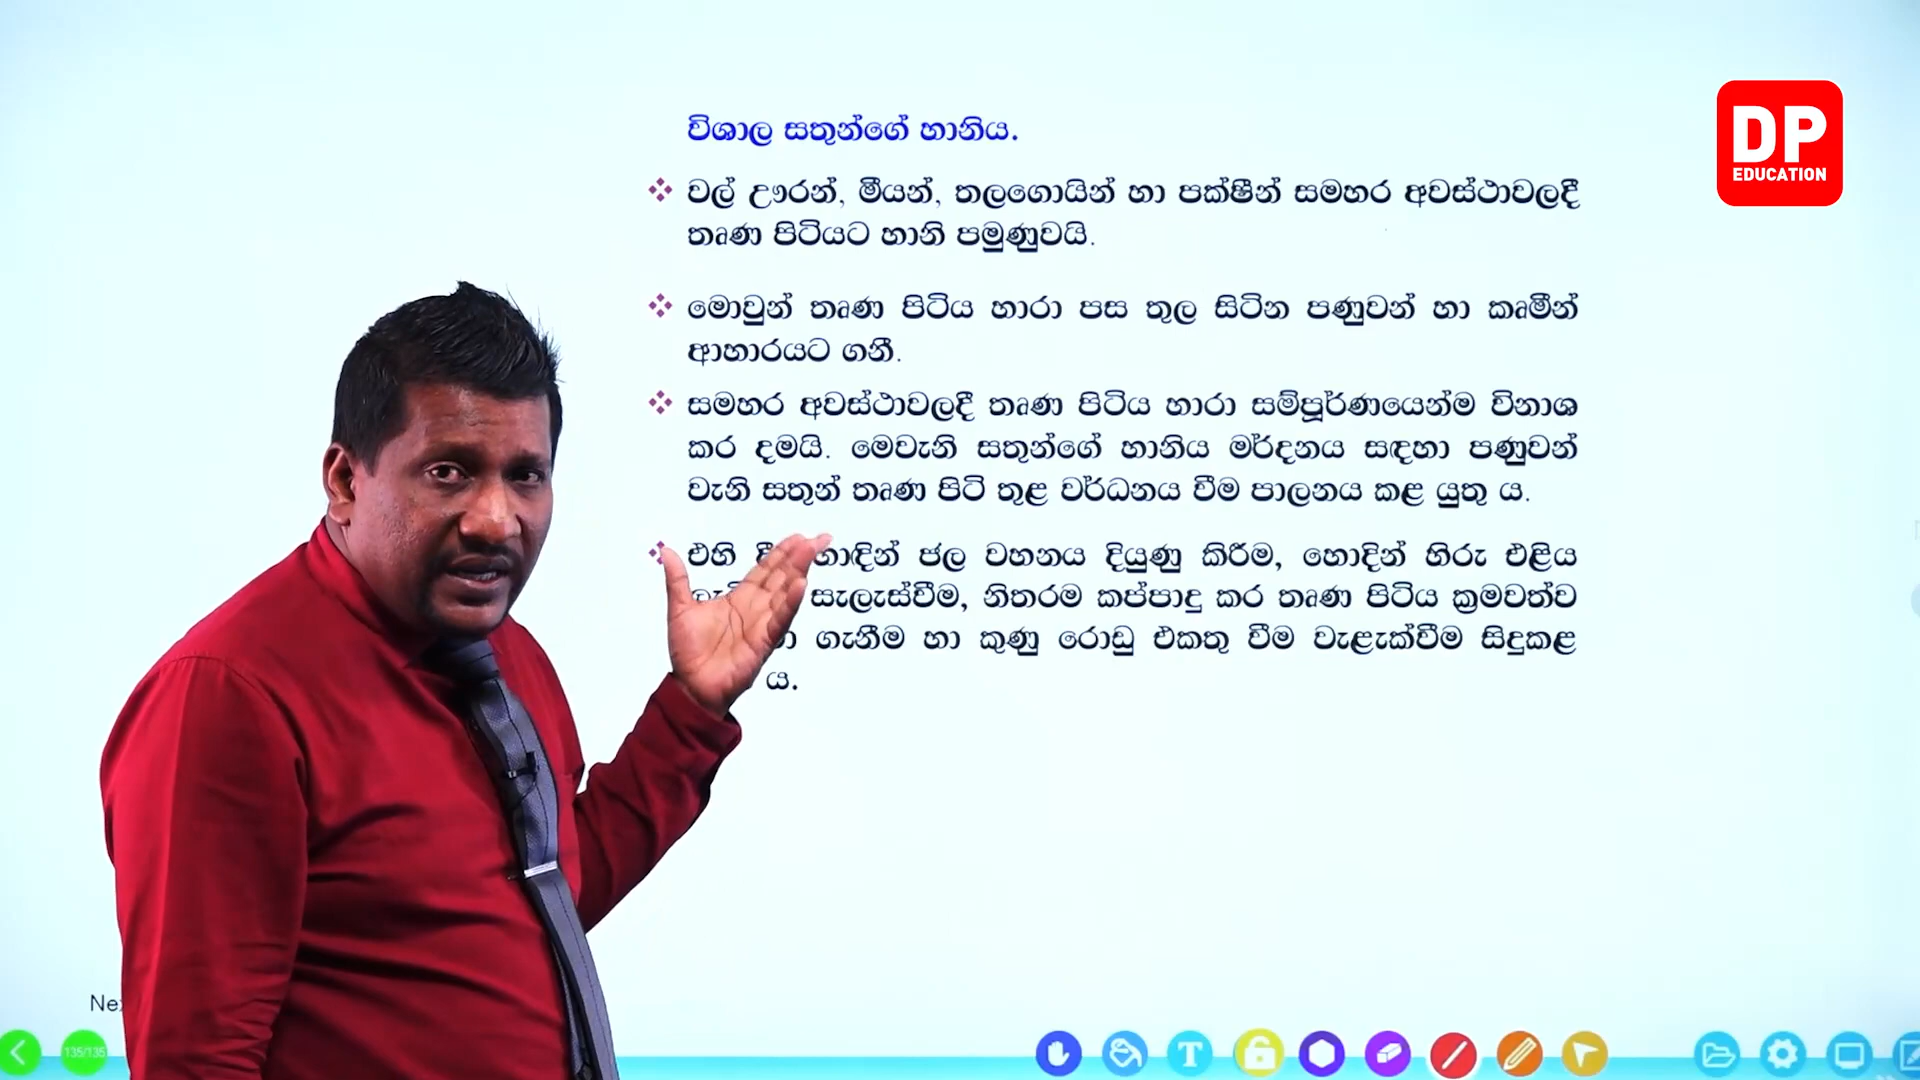 විශාල සතුන්ගේ හානිය.
DP
EDUCATION
වල් ඌරන්, මීයන්, තලගොයින් හා පක්ෂීන් සමහර අවස්ථාවලදී
තෘණ පිටියට හානි පමුණුවයි.
මොවුන් තෘණ පිටිය හාරා පස තුල සිටින පණුවන් හා කෘමීන්
ආහාරයට ගනී.
සමහර අවස්ථාවලදී තෘණ පිටිය හාරා සම්පූර්ණයෙන්ම විනාශ
කර දමයි. මෙවැනි සතුන්ගේ හානිය මර්දනය සඳහා පණුවන්
වැනි සතුන් තෘණ පිටි තුළ වර්ධනය වීම පාලනය කළ යුතු ය.
එහි ජල වහනය දියුණු කිරීම, හොදින් හිරු එළිය
සැලැස්වීම, නිතරම කප්පාදු කර තෘණ පිටිය ක්‍රමවත්ව
ගැනීම හා කුණු රොඩු එකතු වීම වැළැක්වීම සිදුකළ
ය.
135/135